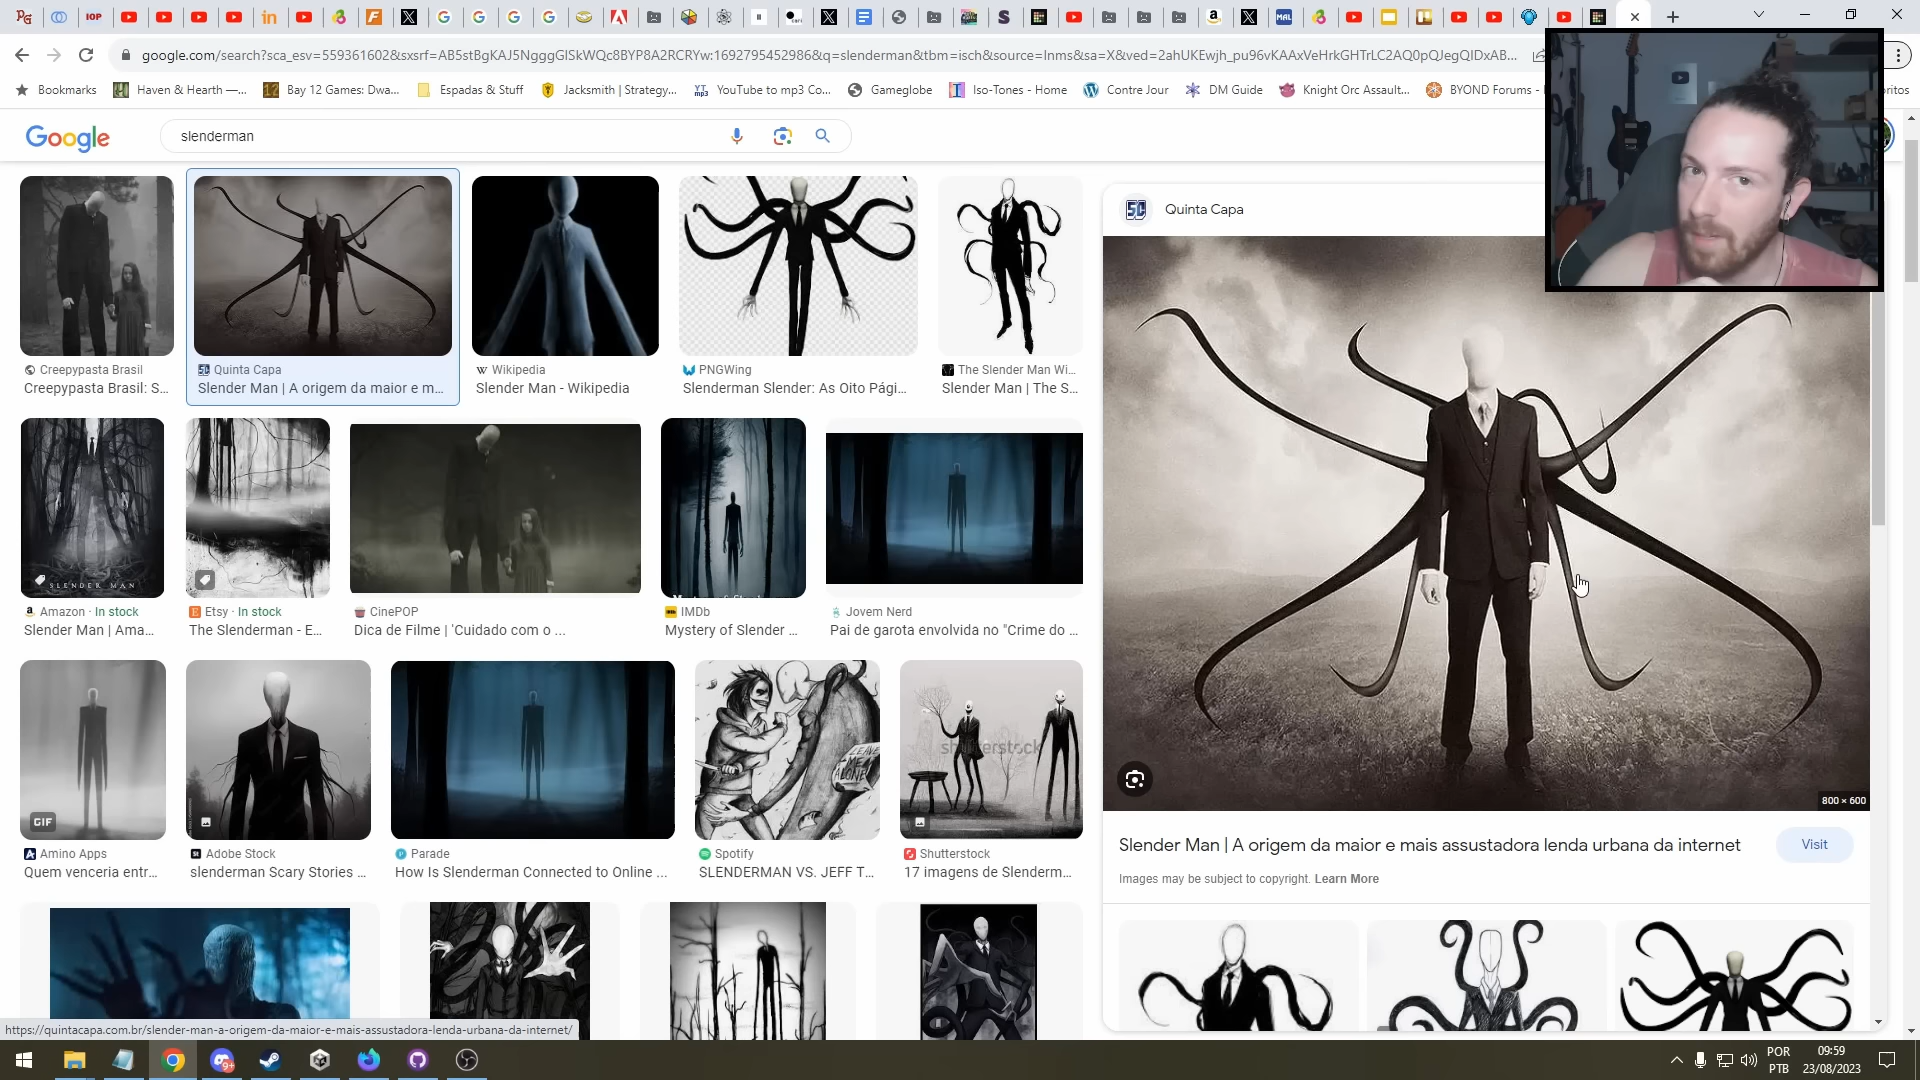 google.com/search?sca_esv=559361602&sxsrf=AB5stBgKAJ5NgggGISkWQc8BYP8A2RCRYw:1692795452986&q=slenderman&tbm=isch&source=lnms&sa=X&ved=2ahUKEwjh_pu96vKAAxVeHrkGHTrLC2AQ0pQJegQIDxAB...
Bookmarks
Haven & Hearth —...
Bay 12 Games: Dwa...
Espadas & Stuff
Jacksmith | Strategy...
YouTube to mp3 Co...
Gameglobe
Iso-Tones - Home
Contre Jour
DM Guide
Knight Orc Assault...
BYOND Forums -
oritos
Google
slenderman
Creepypasta Brasil
Creepypasta Brasil: S...
Quinta Capa
Slender Man | A origem da maior e m...
Wikipedia
Slender Man - Wikipedia
PNGWing
Slenderman Slender: As Oito Pági...
The Slender Man Wi...
Slender Man | The S...
SLENDER MAN
Amazon · In stock
Slender Man | Ama...
Etsy · In stock
The Slenderman - E...
CinePOP
Dica de Filme | 'Cuidado com o ...
IMDb
Mystery of Slender ...
Jovem Nerd
Pai de garota envolvida no "Crime do ...
GIF
LEAVE
ME
ALONE
shutterstock
Amino Apps
Quem venceria entr...
Adobe Stock
slenderman Scary Stories ...
Parade
How Is Slenderman Connected to Online ...
Spotify
SLENDERMAN VS. JEFF T...
Shutterstock
17 imagens de Slenderm...
Quinta Capa
800 × 600
Slender Man | A origem da maior e mais assustadora lenda urbana da internet
Visit
Images may be subject to copyright. Learn More
https://quintacapa.com.br/slender-man-a-origem-da-maior-e-mais-assustadora-lenda-urbana-da-internet/
9+
POR
PTB
09:59
23/08/2023